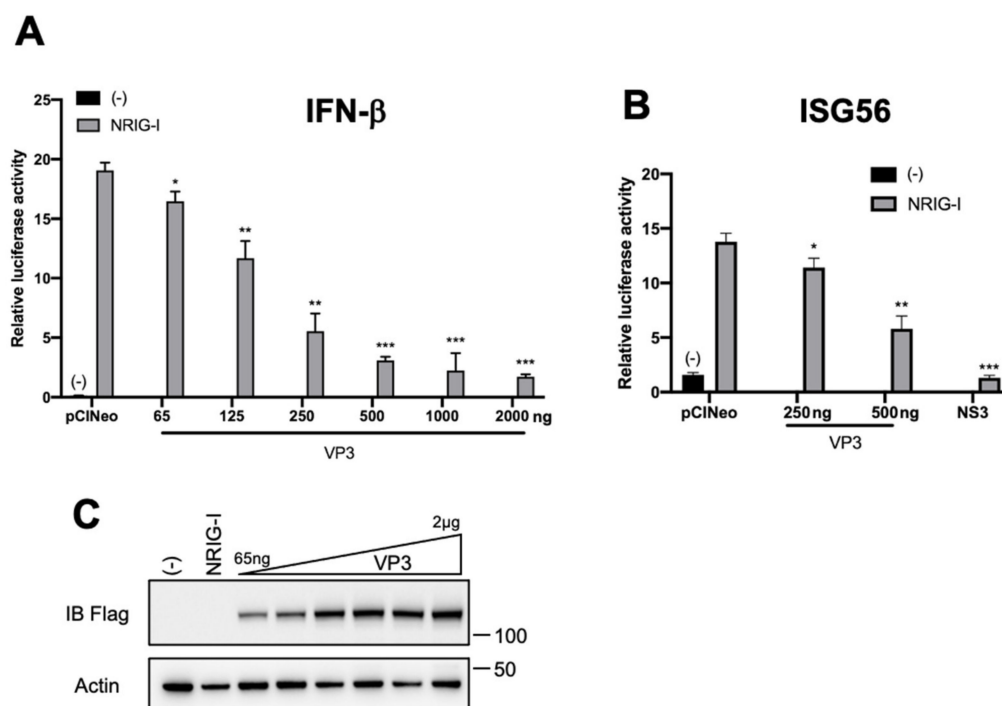 A
IFN-β
(-)
NRIG-I
Relative luciferase activity
25
20
15
10
5
0
(-)
* ** ** *** *** ***
pCINeo 65 125 250 500 1000 2000 ng
VP3
B
ISG56
(-)
NRIG-I
Relative luciferase activity
20
15
10
5
0
(-)
* ** ***
pCINeo 250 ng 500 ng NS3
VP3
C
(-)
NRIG-I
65ng VP3 2µg
IB Flag
100
50
Actin